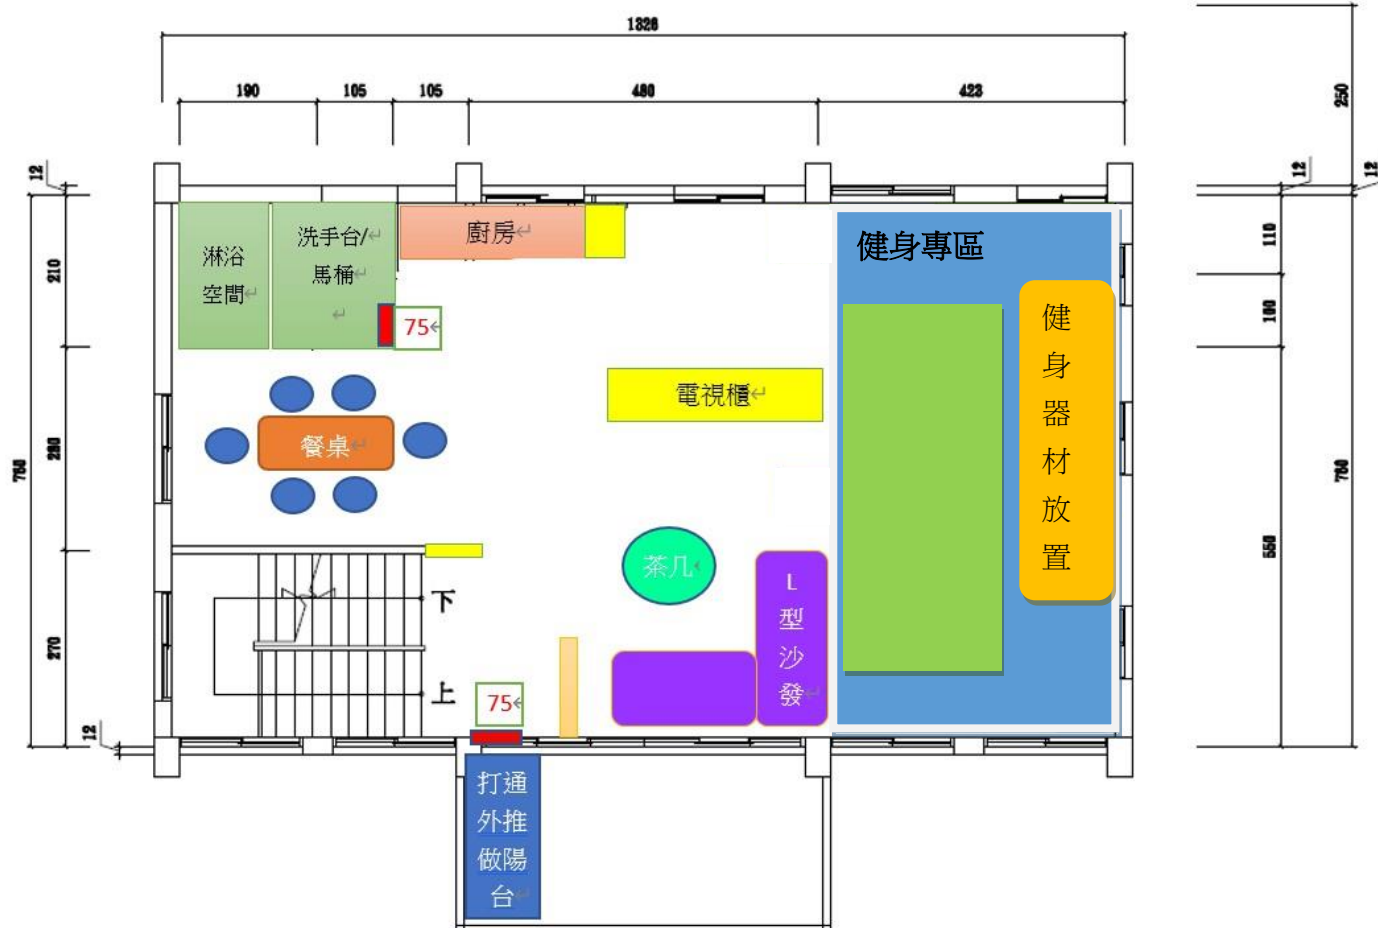 1326
190
105
105
480
423
250
12
12
12
淋浴
空間
洗手台/
馬桶
廚房
健身專區
210
110
100
75
健
身
器
材
放
置
電視櫃
餐桌
280
760
760
550
茶几
L
型
沙
發
下
270
上
75
12
打通
外推
做陽
台